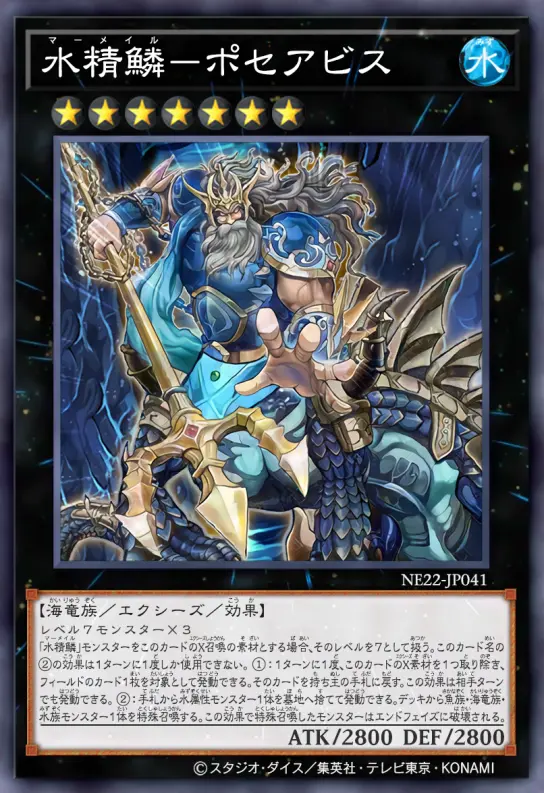 マーメイル
水精鱗－ポセアビス
水
NE22-JP041
【海竜族／エクシーズ／効果】
レベル７モンスター×３
「水精鱗」モンスターをこのカードのX召喚の素材とする場合、そのレベルを7として扱う。このカード名の
②の効果は1ターンに1度しか使用できない。①：1ターンに1度、このカードのX素材を1つ取り除き、
フィールドのカード1枚を対象として発動できる。そのカードを持ち主の手札に戻す。この効果は相手ターン
でも発動できる。②：手札から水属性モンスター1体を墓地へ捨てて発動できる。デッキから魚族・海竜族・
水族モンスター1体を特殊召喚する。この効果で特殊召喚したモンスターはエンドフェイズに破壊される。
ATK/2800 DEF/2800
©スタジオ・ダイス／集英社・テレビ東京・KONAMI